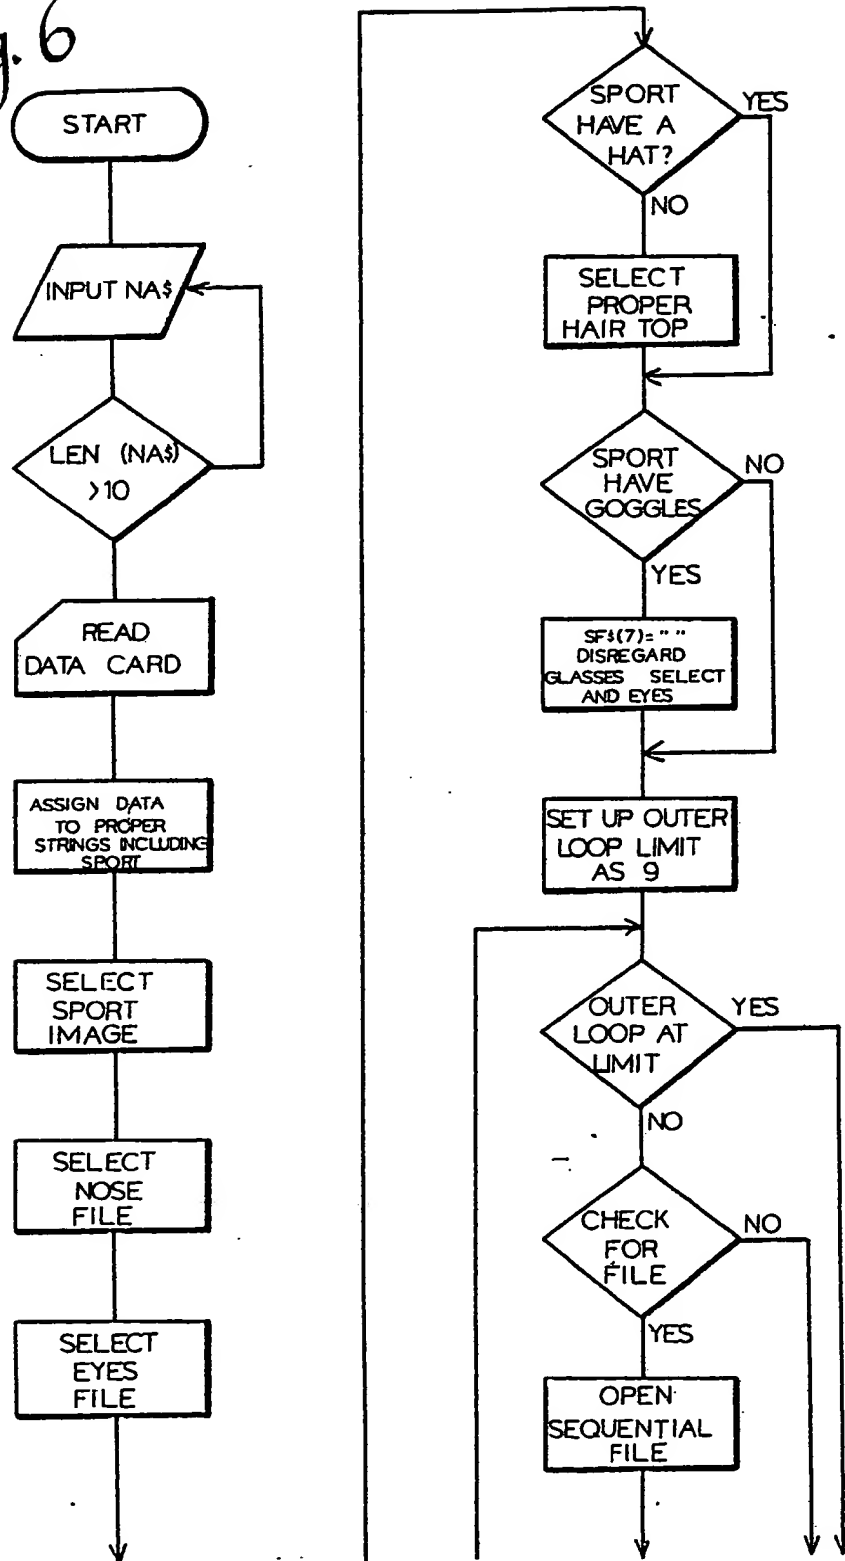 g. 6
START
INPUT NA$
LEN (NA$)
>10
READ
DATA CARD
ASSIGN DATA
TO PROPER
STRINGS INCLUDING
SPORT
SELECT
SPORT
IMAGE
SELECT
NOSE
FILE
SELECT
EYES
FILE
SPORT
HAVE A
HAT?
YES
NO
SELECT
PROPER
HAIR TOP
SPORT
HAVE
GOGGLES
NO
YES
SF$(7)=" "
DISREGARD
GLASSES SELECT
AND EYES
SET UP OUTER
LOOP LIMIT
AS 9
OUTER
LOOP AT
LIMIT
YES
NO
CHECK
FOR
FILE
NO
YES
OPEN
SEQUENTIAL
FILE